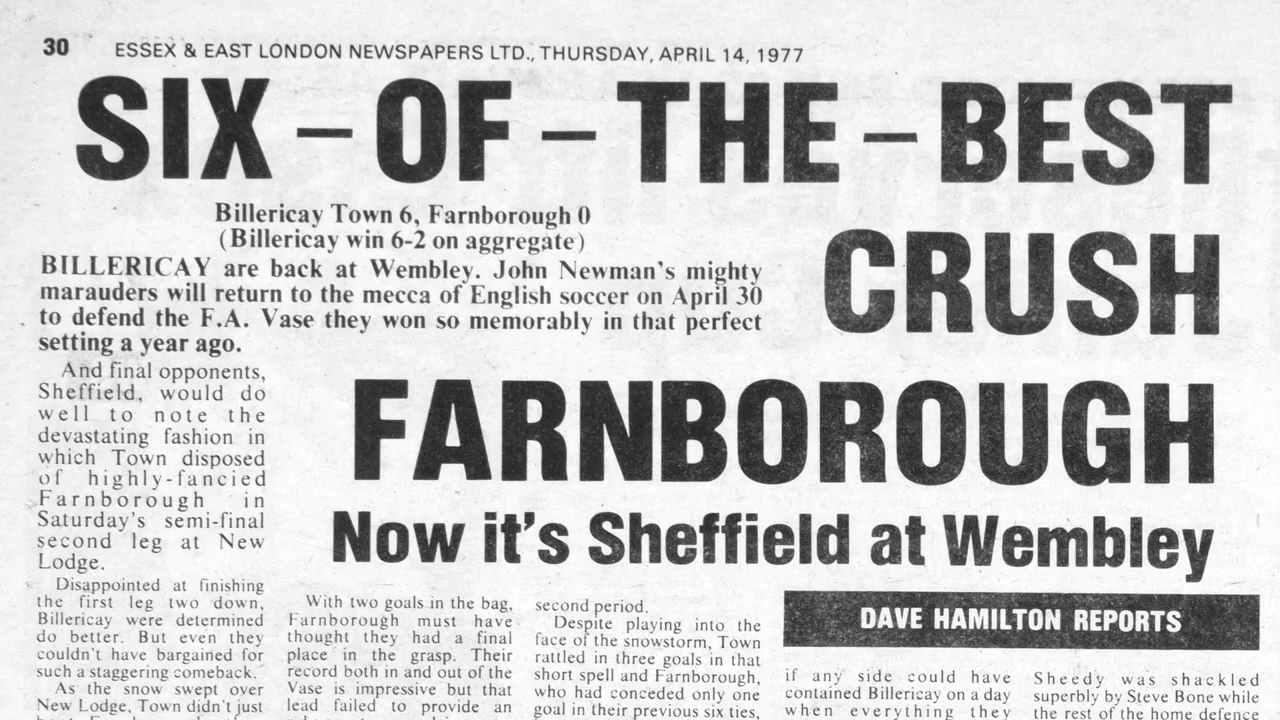 30 ESSEX & EAST LONDON NEWSPAPERS LTD., THURSDAY, APRIL 14, 1977
SIX – OF – THE – BEST
CRUSH
FARNBOROUGH
Now it's Sheffield at Wembley
Billericay Town 6, Farnborough 0
(Billericay win 6-2 on aggregate)
BILLERICAY are back at Wembley. John Newman's mighty
marauders will return to the mecca of English soccer on April 30
to defend the F.A. Vase they won so memorably in that perfect
setting a year ago.
And final opponents,
Sheffield, would do
well to note the
devastating fashion in
which Town disposed
of highly-fancied
Farnborough in
Saturday's semi-final
second leg at New
Lodge.
Disappointed at finishing
the first leg two down,
Billericay were determined
do better. But even they
couldn't have bargained for
such a staggering comeback.
As the snow swept over
New Lodge, Town didn't just
With two goals in the bag,
Farnborough must have
thought they had a final
place in the grasp. Their
record both in and out of the
Vase is impressive but that
lead failed to provide an
second period.
Despite playing into the
face of the snowstorm, Town
rattled in three goals in that
short spell and Farnborough,
who had conceded only one
goal in their previous six ties,
DAVE HAMILTON REPORTS
if any side could have
contained Billericay on a day
when everything they
Sheedy was shackled
superbly by Steve Bone while
the rest of the home defence